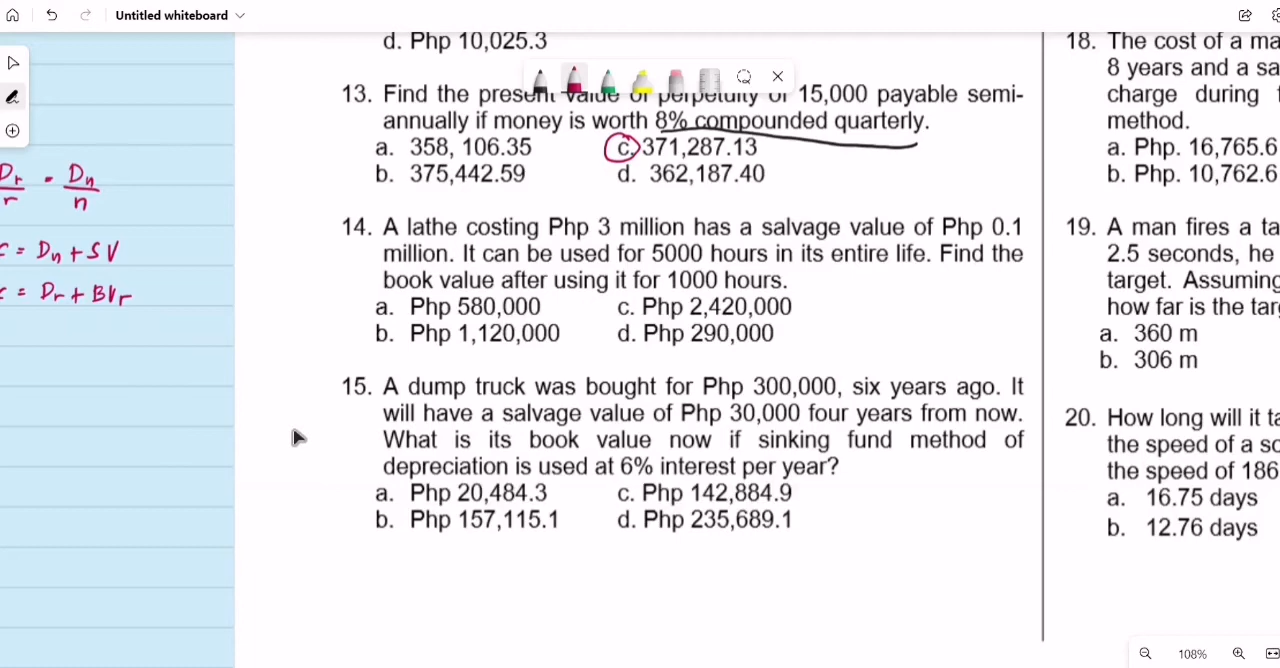 Untitled whiteboard
Dr/r = Dn/n
= Dn + SV
= Dr + BVr
d. Php 10,025.3
13. Find the present value of perpetuity of 15,000 payable semi-
annually if money is worth 8% compounded quarterly.
a. 358, 106.35 c. 371,287.13
b. 375,442.59 d. 362,187.40
14. A lathe costing Php 3 million has a salvage value of Php 0.1
million. It can be used for 5000 hours in its entire life. Find the
book value after using it for 1000 hours.
a. Php 580,000 c. Php 2,420,000
b. Php 1,120,000 d. Php 290,000
15. A dump truck was bought for Php 300,000, six years ago. It
will have a salvage value of Php 30,000 four years from now.
What is its book value now if sinking fund method of
depreciation is used at 6% interest per year?
a. Php 20,484.3 c. Php 142,884.9
b. Php 157,115.1 d. Php 235,689.1
18. The cost of a
8 years and a
charge during
method.
a. Php. 16,765.6
b. Php. 10,762.6
19. A man fires a
2.5 seconds, he
target. Assuming
how far is the
a. 360 m
b. 306 m
20. How long will it
the speed of a
the speed of 186
a. 16.75 days
b. 12.76 days
108%